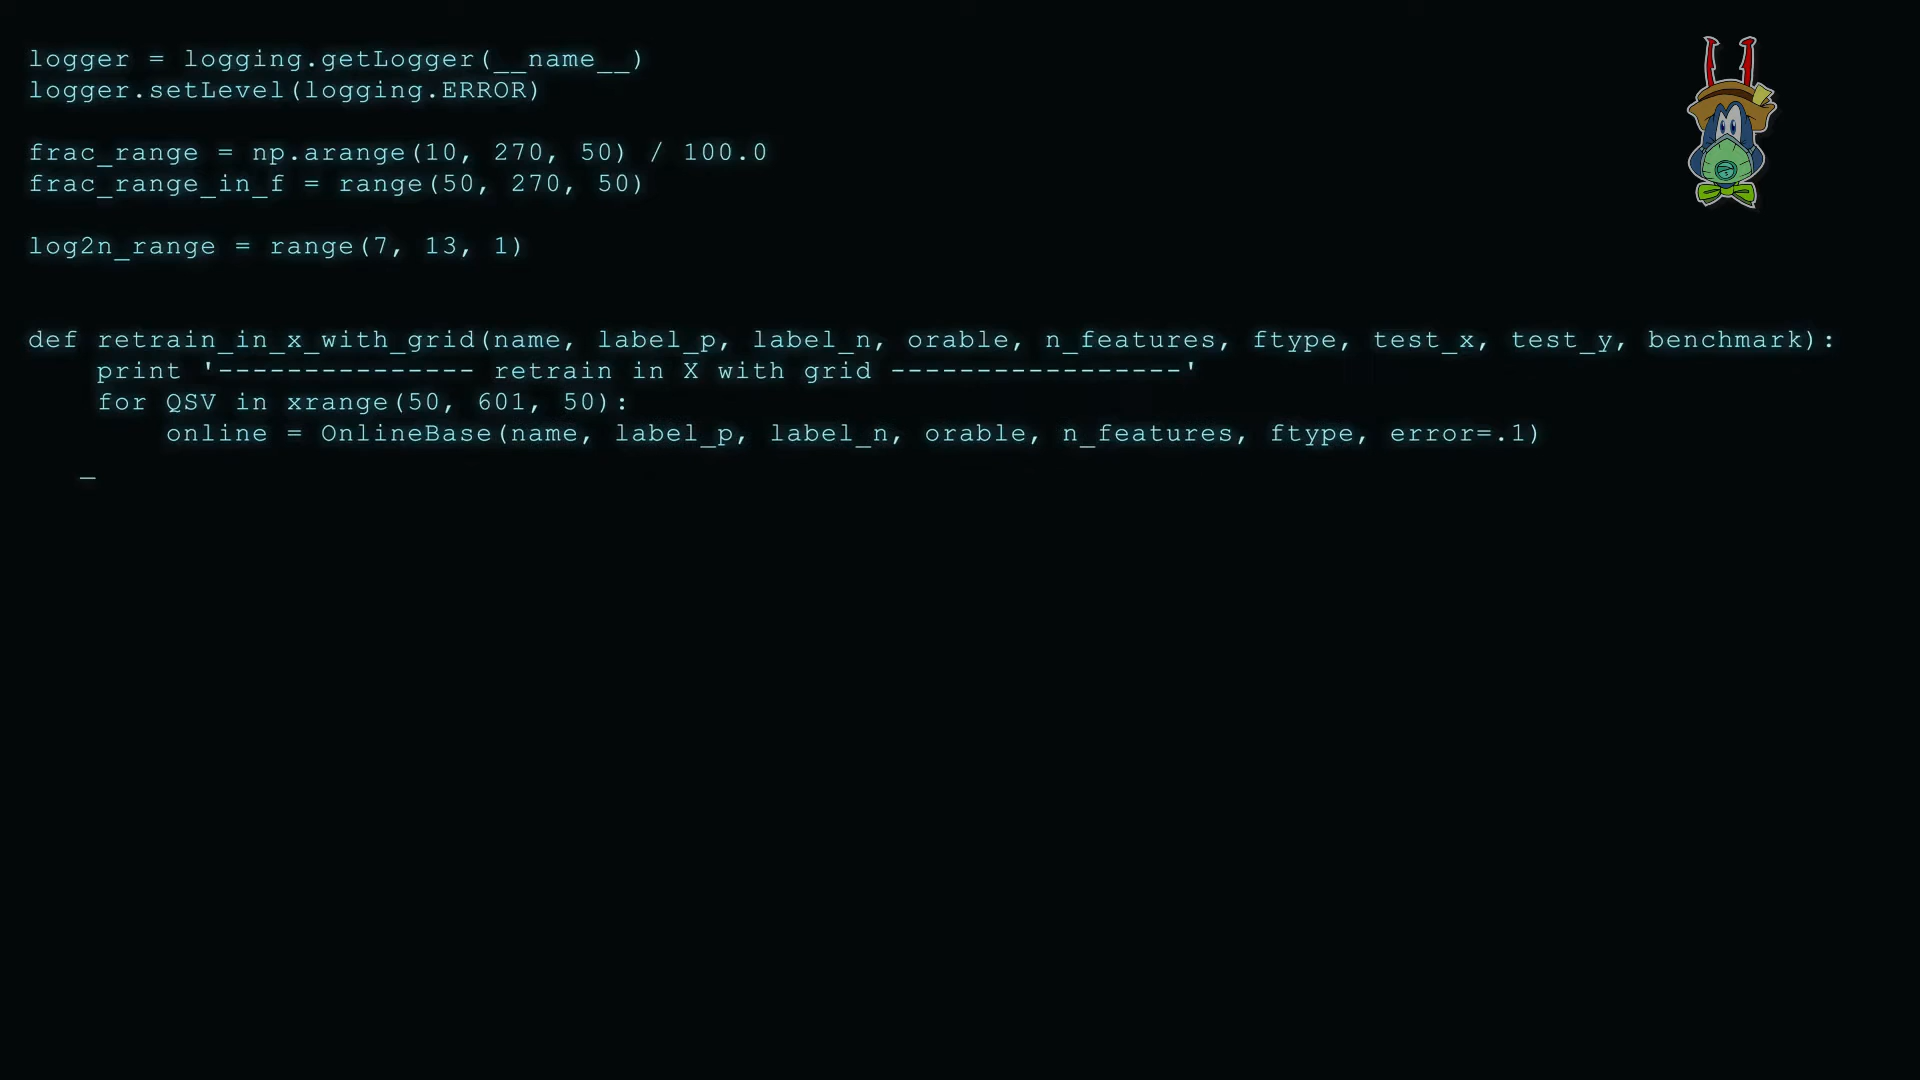 logger = logging.getLogger(__name__)
logger.setLevel(logging.ERROR)
frac_range = np.arange(10, 270, 50) / 100.0
frac_range_in_f = range(50, 270, 50)
log2n_range = range(7, 13, 1)
def retrain_in_x_with_grid(name, label_p, label_n, orable, n_features, ftype, test_x, test_y, benchmark):
    print '--------------- retrain in X with grid -----------------'
    for QSV in xrange(50, 601, 50):
        online = OnlineBase(name, label_p, label_n, orable, n_features, ftype, error=.1)
   _